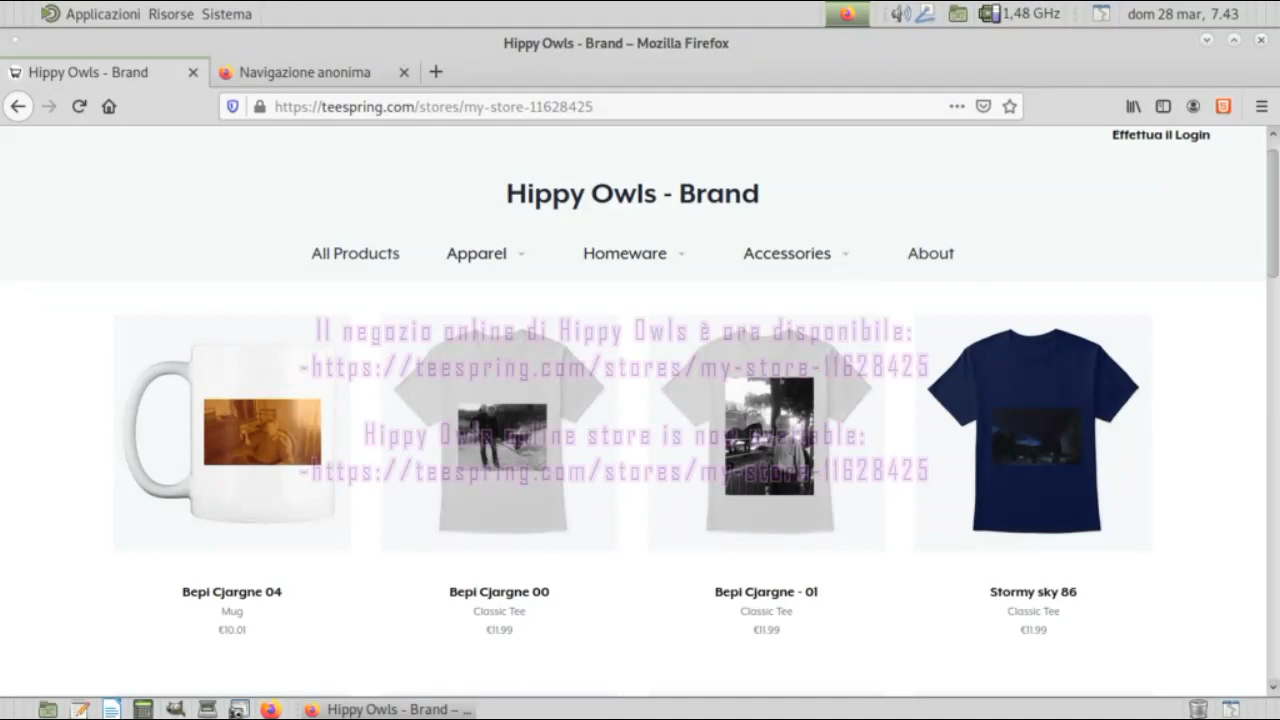 Applicazioni Risorse Sistema
1,48 GHz
dom 28 mar, 7.43
Hippy Owls - Brand – Mozilla Firefox
Hippy Owls - Brand
Navigazione anonima
https://teespring.com/stores/my-store-11628425
Effettua il Login
Hippy Owls - Brand
All Products
Apparel
Homeware
Accessories
About
Il negozio online di Hippy Owls è ora disponibile:
-https://teespring.com/stores/my-store-11628425
Hippy Owls online store is now available:
-https://teespring.com/stores/my-store-11628425
Bepi Cjargne 04
Mug
€10.01
Bepi Cjargne 00
Classic Tee
€11.99
Bepi Cjargne - 01
Classic Tee
€11.99
Stormy sky 86
Classic Tee
€11.99
Hippy Owls - Brand – ...